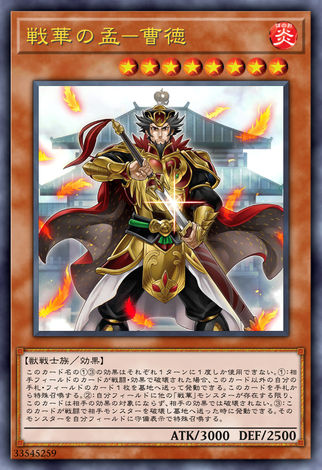 戦華の孟－曹徳
ほのお
炎
【獣戦士族／効果】
このカード名の①③の効果はそれぞれ１ターンに１度しか使用できない。①：相
手フィールドのカードが戦闘・効果で破壊された場合、このカード以外の自分の
手札・フィールドのカード１枚を墓地へ送って発動できる。このカードを手札か
ら特殊召喚する。②：自分フィールドに他の「戦華」モンスターが存在する限り、
このカードは相手の効果の対象にならず、相手の効果では破壊されない。③：こ
のカードが戦闘で相手モンスターを破壊し墓地へ送った時に発動できる。そのモ
ンスターを自分フィールドに守備表示で特殊召喚する。
ATK/3000 DEF/2500
33545259